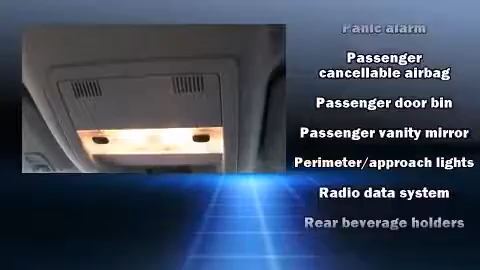 Panic alarm
Passenger
cancellable airbag
Passenger door bin
Passenger vanity mirror
Perimeter/approach lights
Radio data system
Rear beverage holders